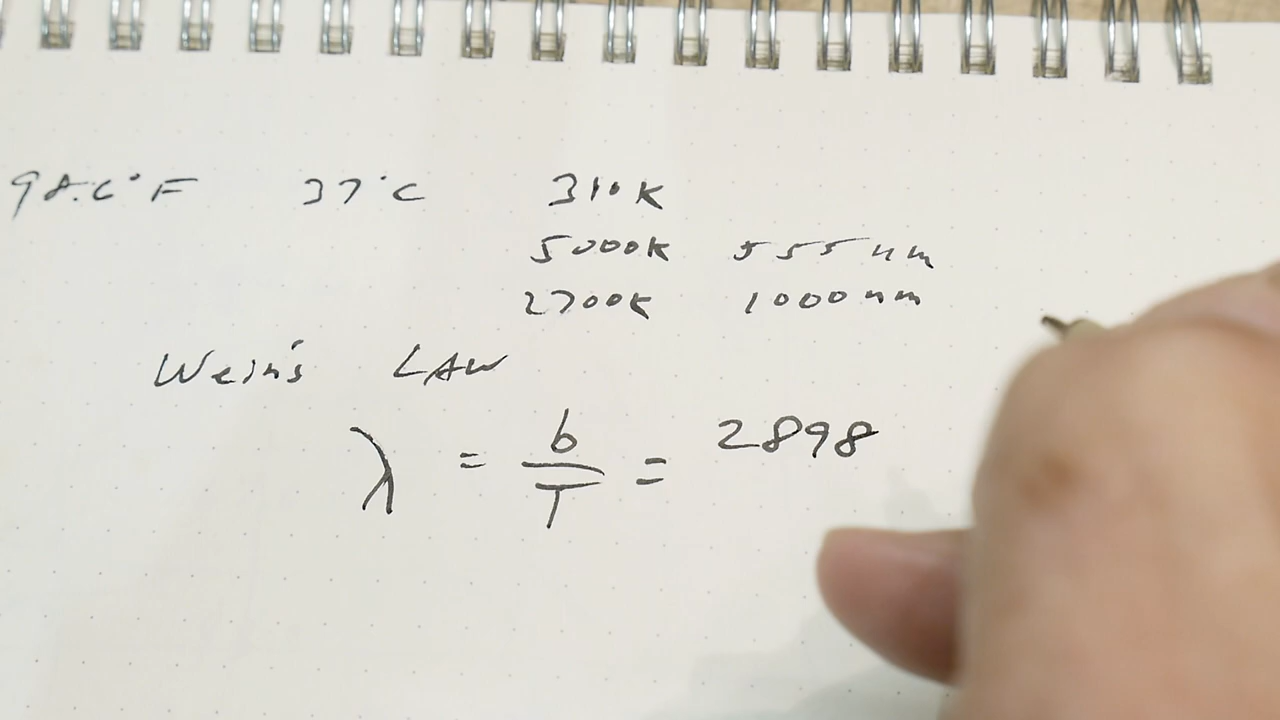 98.6°F 37°C 310K
5000K 555nm
2700K 1000nm
Wein's LAW
λ = b/T = 2898